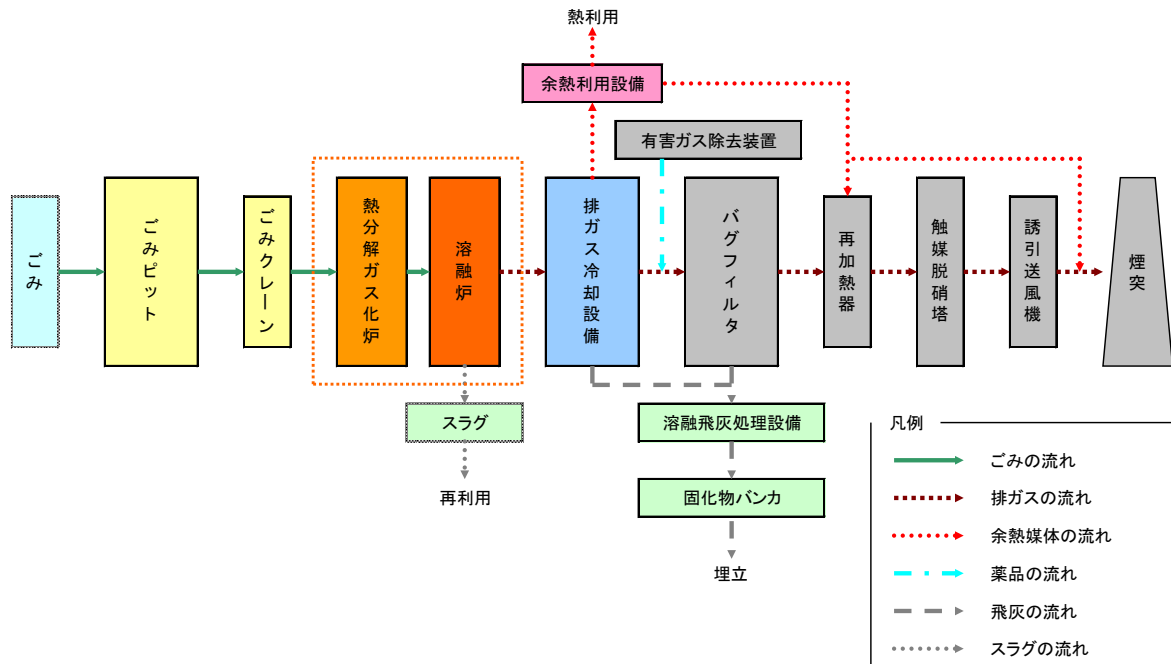 熱利用
余熱利用設備
有害ガス除去装置
ごみ
ごみピット
ごみクレーン
熱分解ガス化炉
溶融炉
排ガス冷却設備
バグフィルタ
再加熱器
触媒脱硝塔
誘引送風機
煙突
スラグ
再利用
溶融飛灰処理設備
固化物バンカ
埋立
凡例
ごみの流れ
排ガスの流れ
余熱媒体の流れ
薬品の流れ
飛灰の流れ
スラグの流れ